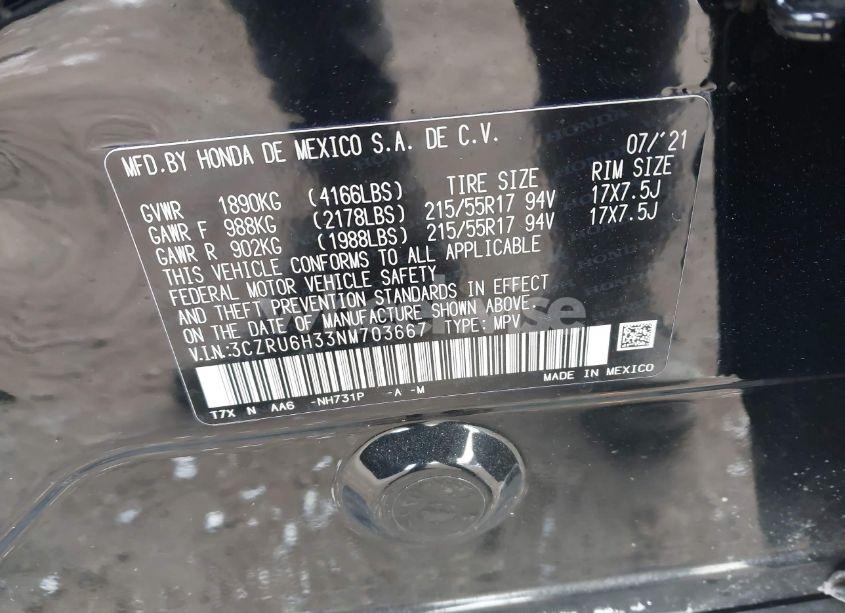 MFD.BY HONDA DE MEXICO S.A. DE C.V. 07/'21
TIRE SIZE RIM SIZE
GVWR 1890KG (4166LBS)
GAWR F 988KG (2178LBS) 215/55R17 94V 17X7.5J
GAWR R 902KG (1988LBS) 215/55R17 94V 17X7.5J
THIS VEHICLE CONFORMS TO ALL APPLICABLE
FEDERAL MOTOR VEHICLE SAFETY
AND THEFT PREVENTION STANDARDS IN EFFECT
ON THE DATE OF MANUFACTURE SHOWN ABOVE.
V.I.N.:3CZRU6H33NM703667 TYPE: MPV
T7X N AA6 -NH731P -A -M MADE IN MEXICO